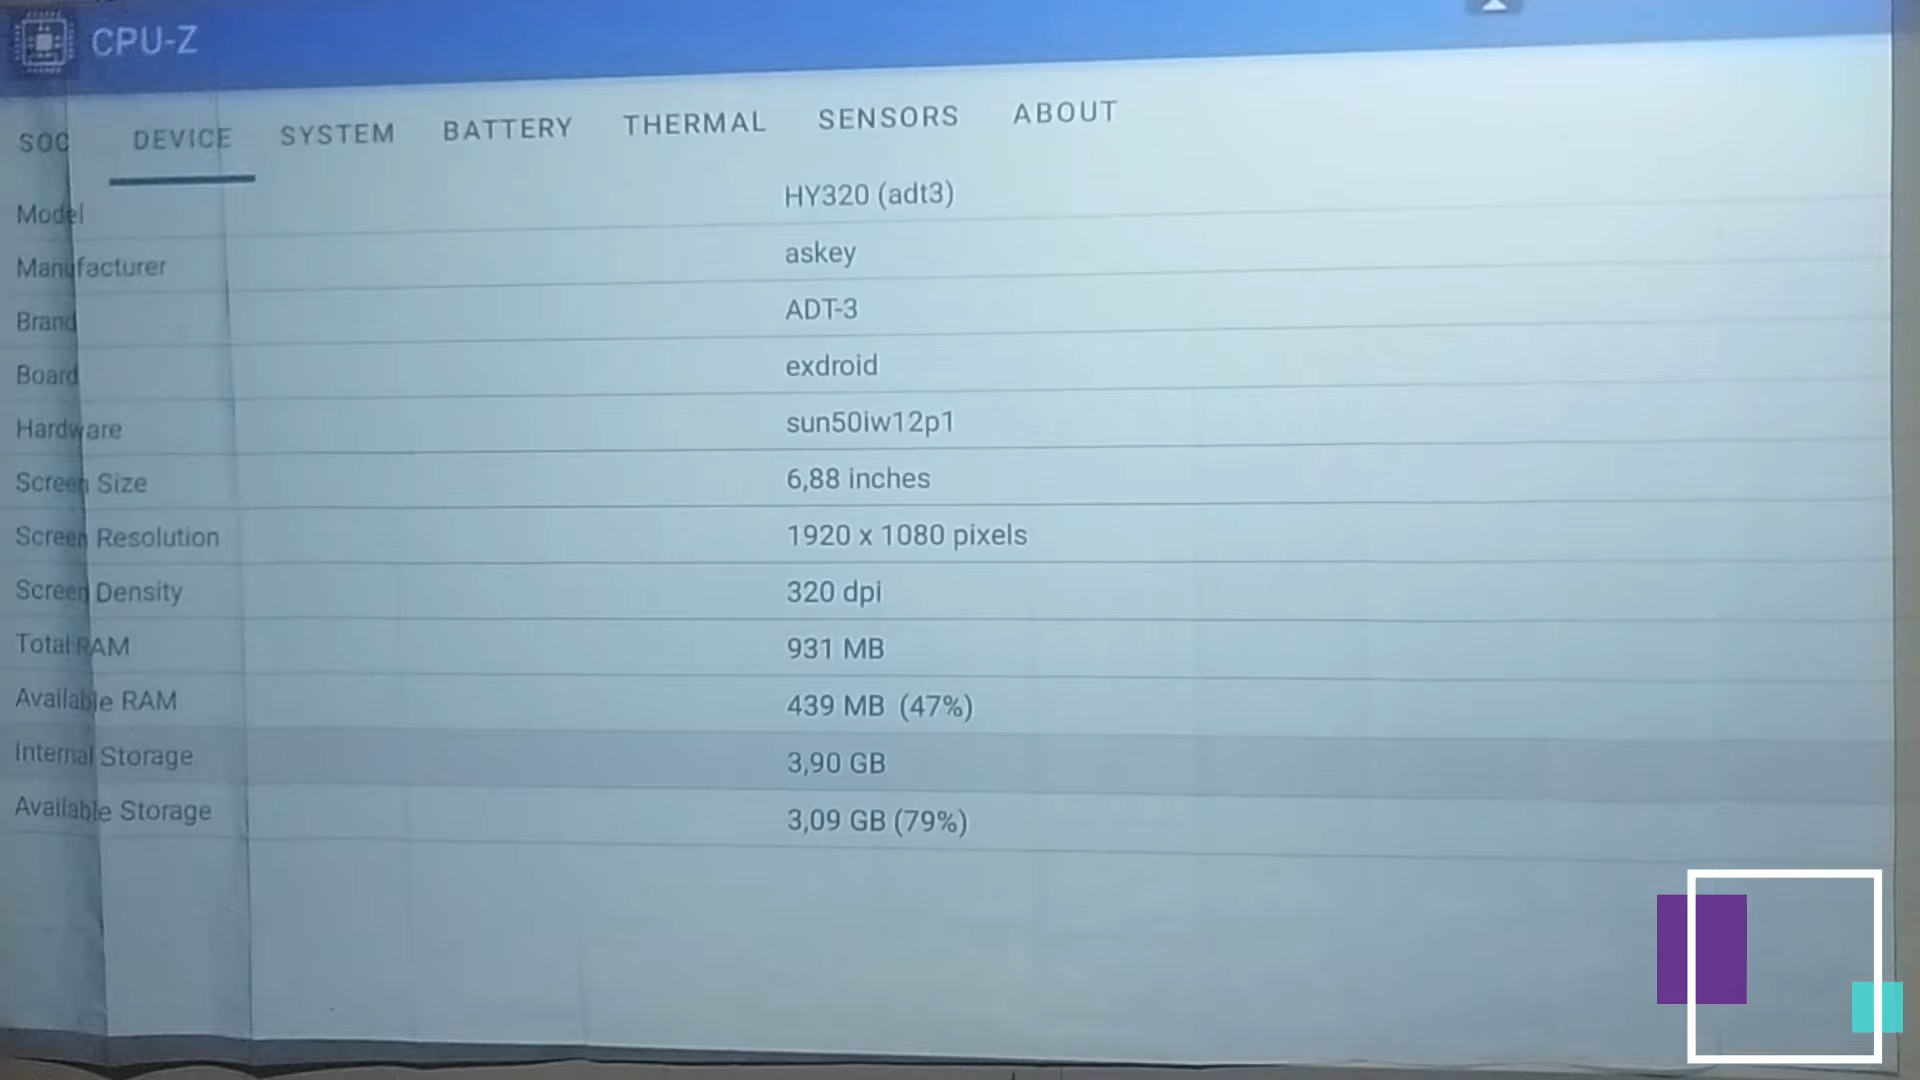 CPU-Z
SOC DEVICE SYSTEM BATTERY THERMAL SENSORS ABOUT
Model HY320 (adt3)
Manufacturer askey
Brand ADT-3
Board exdroid
Hardware sun50iw12p1
Screen Size 6,88 inches
Screen Resolution 1920 x 1080 pixels
Screen Density 320 dpi
Total RAM 931 MB
Available RAM 439 MB (47%)
Internal Storage 3,90 GB
Available Storage 3,09 GB (79%)